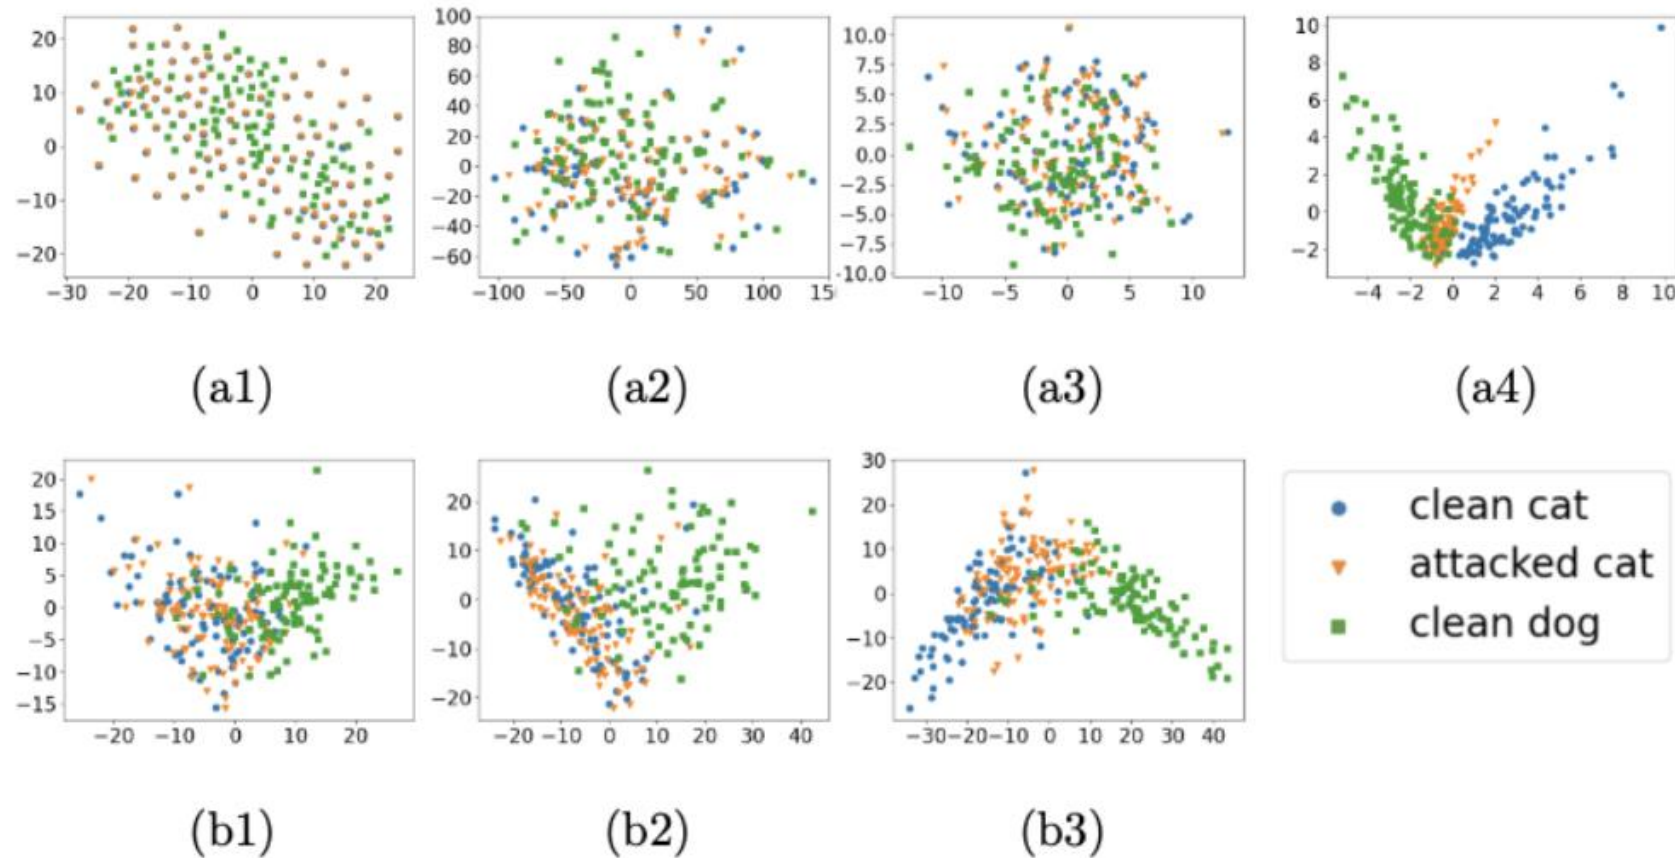 20
10
0
−10
−20
−30 −20 −10 0 10 20
(a1)
100
80
60
40
20
0
−20
−40
−60
−100 −50 0 50 100 15
(a2)
10.0
7.5
5.0
2.5
0.0
−2.5
−5.0
−7.5
-10.0
−10 −5 0 5 10
(a3)
10
8
6
4
2
0
−2
−4 −2 0 2 4 6 8 10
(a4)
20
15
10
5
0
−5
−10
−15
−20 −10 0 10 20
(b1)
20
10
0
−10
−20
−20 −10 0 10 20 30 40
(b2)
30
20
10
0
−10
−20
−30 −20 −10 0 10 20 30 40
(b3)
clean cat
attacked cat
clean dog